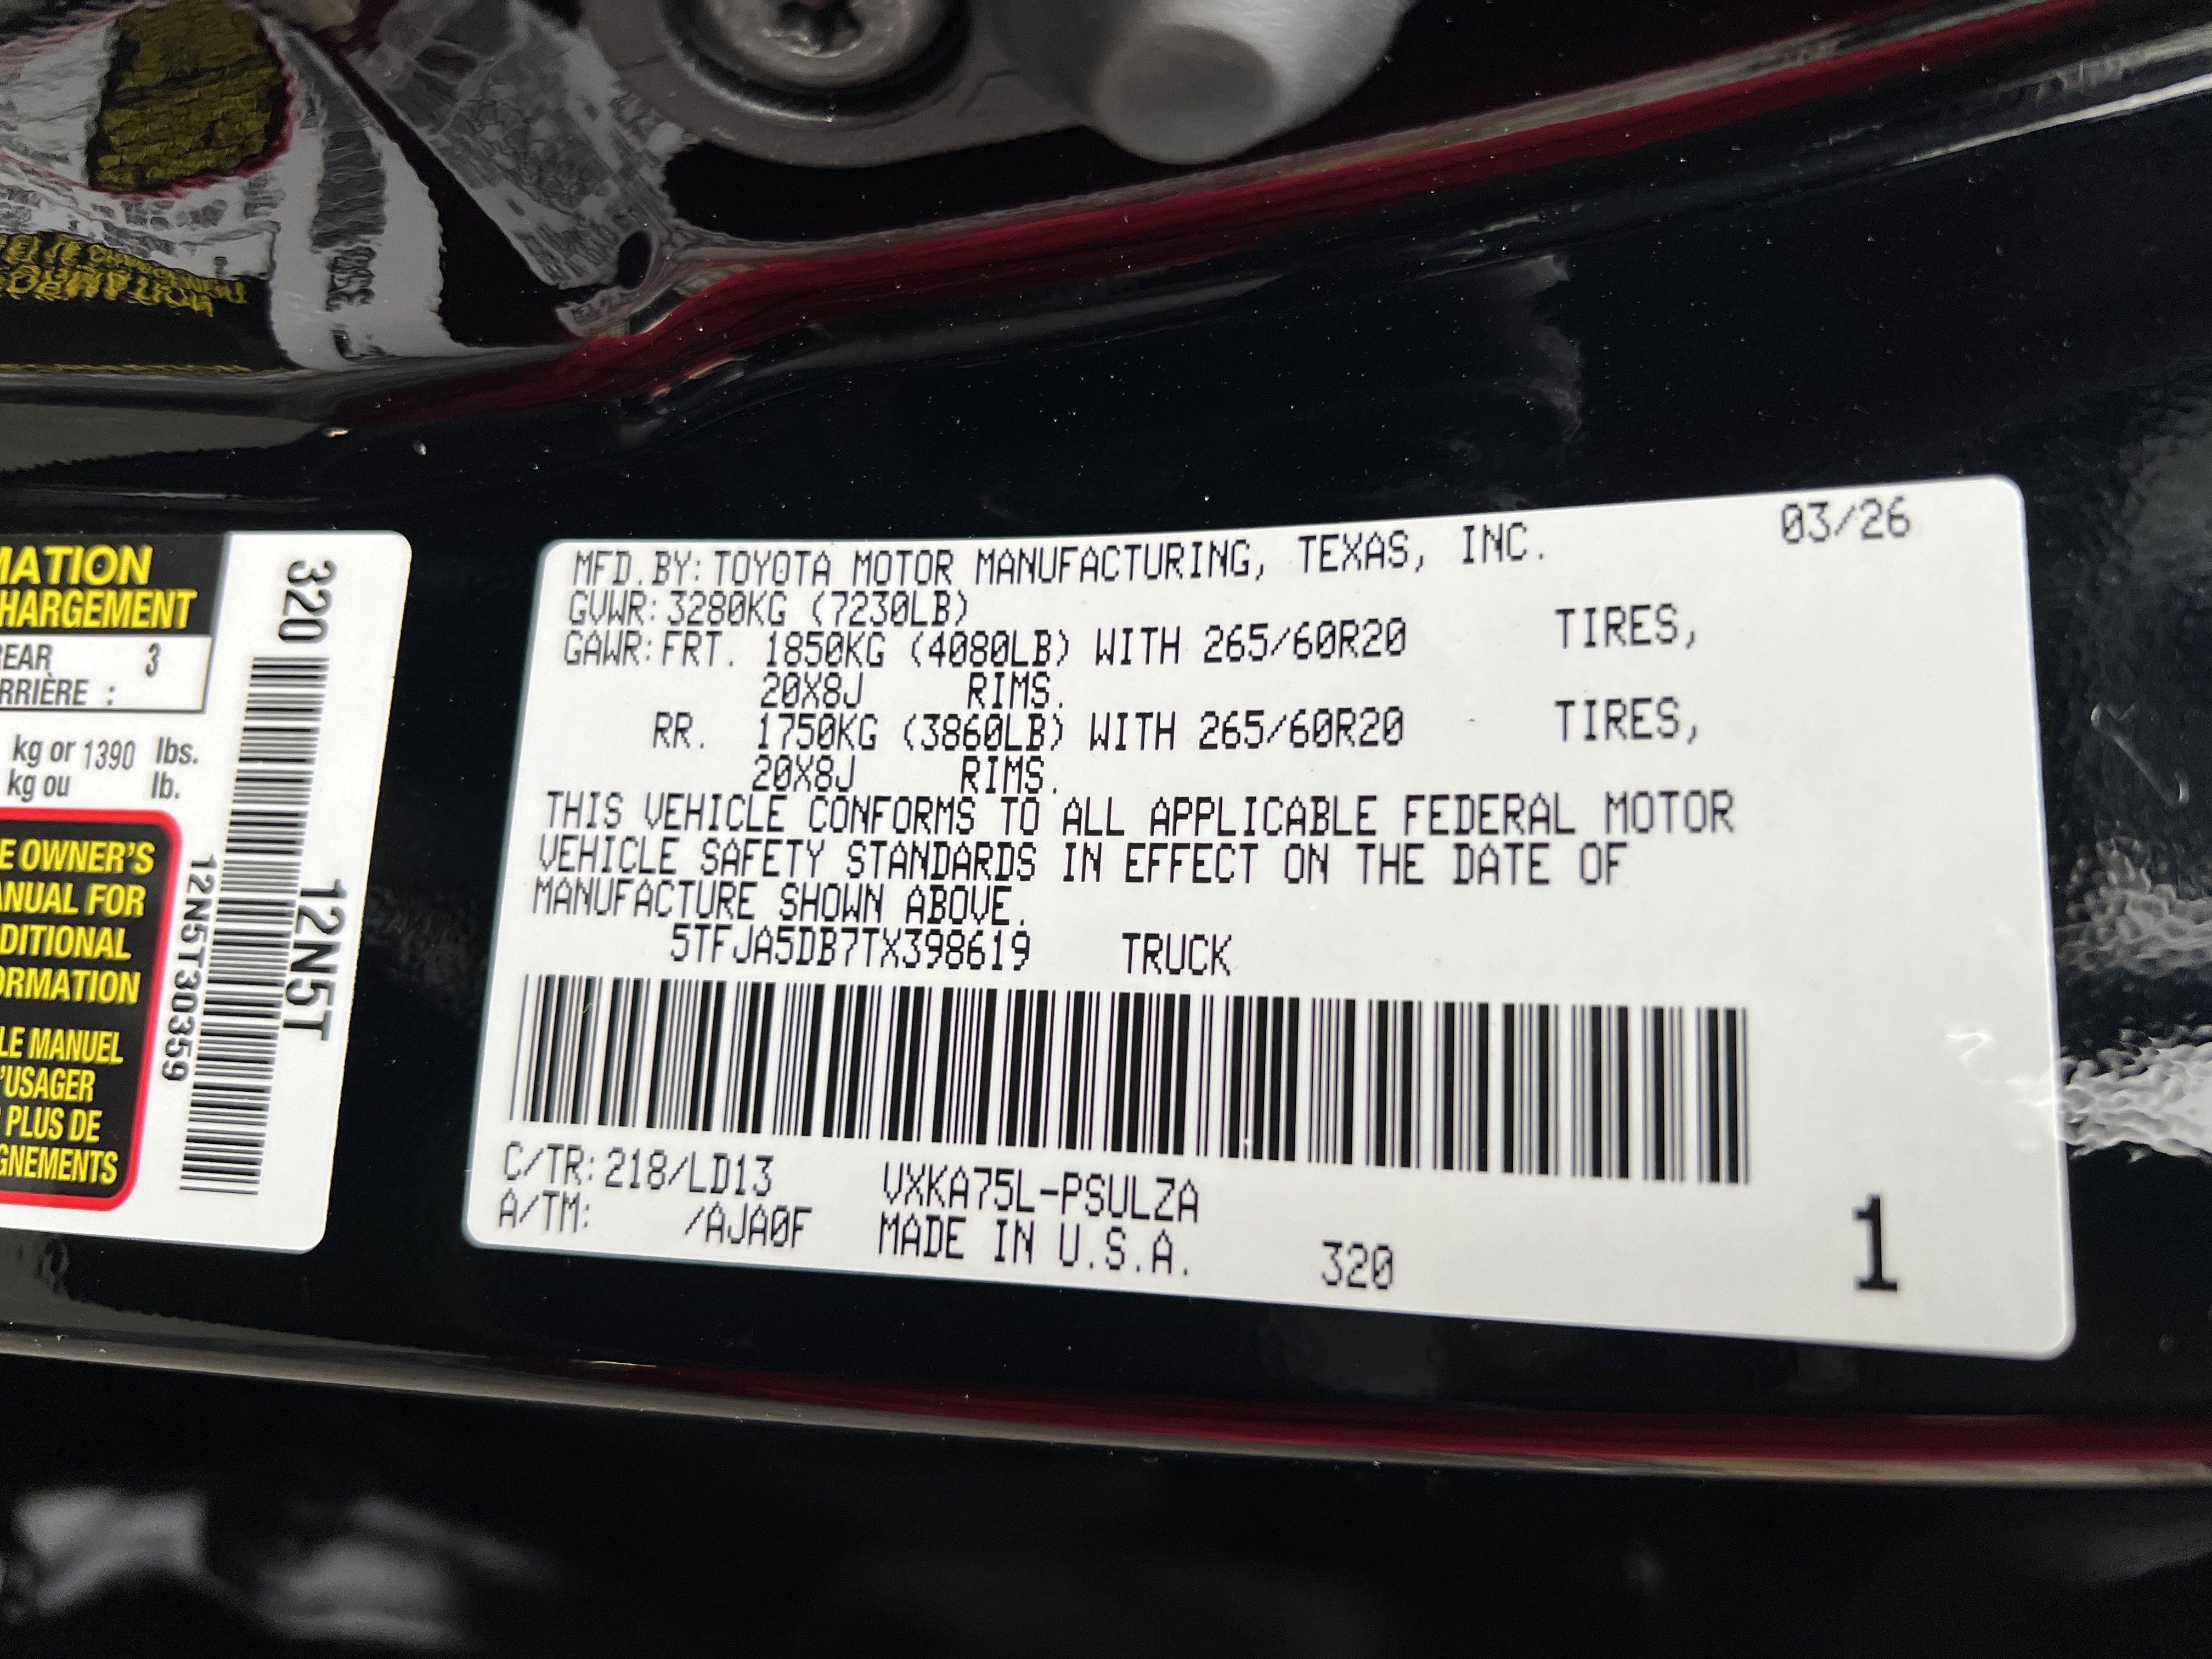 MATION
HARGEMENT
REAR 3
RRIÈRE :
kg or 1390 lbs.
kg ou lb.
E OWNER'S
ANUAL FOR
DITIONAL
ORMATION
LE MANUEL
'USAGER
PLUS DE
GNEMENTS
320
12N5T
12N5T30359
MFD.BY:TOYOTA MOTOR MANUFACTURING, TEXAS, INC. 03/26
GVWR:3280KG (7230LB)
GAWR:FRT. 1850KG (4080LB) WITH 265/60R20 TIRES,
20X8J RIMS.
RR. 1750KG (3860LB) WITH 265/60R20 TIRES,
20X8J RIMS.
THIS VEHICLE CONFORMS TO ALL APPLICABLE FEDERAL MOTOR
VEHICLE SAFETY STANDARDS IN EFFECT ON THE DATE OF
MANUFACTURE SHOWN ABOVE.
5TFJA5DB7TX398619 TRUCK
C/TR:218/LD13 VXKA75L-PSULZA
A/TM: /AJA0F MADE IN U.S.A. 320 1